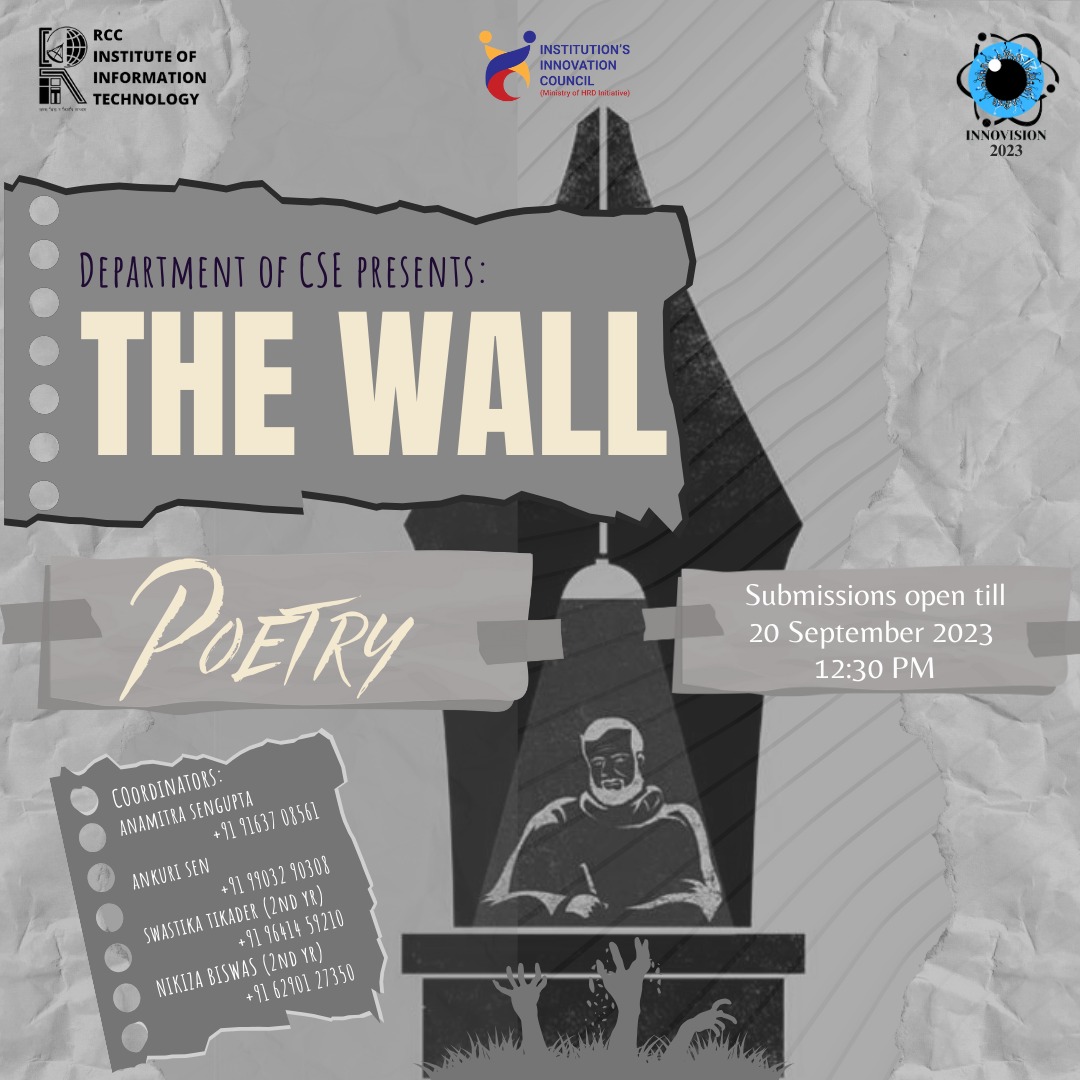 RCC
INSTITUTE OF
INFORMATION
TECHNOLOGY
INSTITUTION'S
INNOVATION
COUNCIL
(Ministry of HRD Initiative)
INNOVISION
2023
DEPARTMENT OF CSE PRESENTS:
THE WALL
POETRY
Submissions open till
20 September 2023
12:30 PM
COORDINATORS:
ANAMITRA SENGUPTA
+91 91637 08561
ANKURI SEN
+91 99032 90308
SWASTIKA TIKADER (2ND YR)
+91 96414 59210
NIKIZA BISWAS (2ND YR)
+91 62901 27350